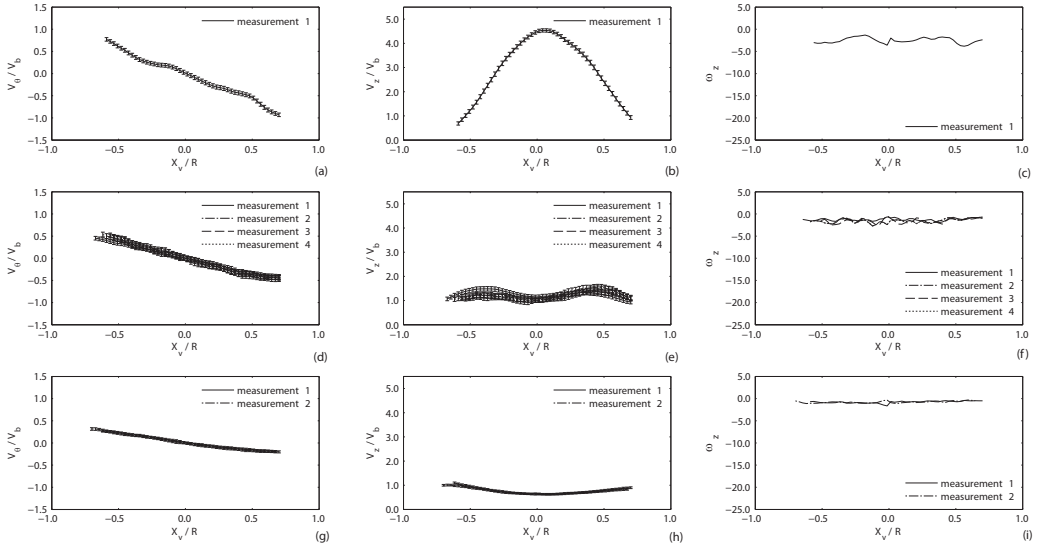 1.5
1.0
0.5
0.0
−0.5
−1.0
−1.5
V_θ / V_b
measurement 1
−1.0 −0.5 0.0 0.5 1.0
X_v / R
(a)
5.0
4.0
3.0
2.0
1.0
0.0
V_z / V_b
measurement 1
−1.0 −0.5 0.0 0.5 1.0
X_v / R
(b)
5.0
0.0
−5.0
−10.0
−15.0
−20.0
−25.0
ω_z
measurement 1
−1.0 −0.5 0.0 0.5 1.0
X_v / R
(c)
1.5
1.0
0.5
0.0
−0.5
−1.0
−1.5
V_θ / V_b
measurement 1
measurement 2
measurement 3
measurement 4
−1.0 −0.5 0.0 0.5 1.0
X_v / R
(d)
5.0
4.0
3.0
2.0
1.0
0.0
V_z / V_b
measurement 1
measurement 2
measurement 3
measurement 4
−1.0 −0.5 0.0 0.5 1.0
X_v / R
(e)
5.0
0.0
−5.0
−10.0
−15.0
−20.0
−25.0
ω_z
measurement 1
measurement 2
measurement 3
measurement 4
−1.0 −0.5 0.0 0.5 1.0
X_v / R
(f)
1.5
1.0
0.5
0.0
−0.5
−1.0
−1.5
V_θ / V_b
measurement 1
measurement 2
−1.0 −0.5 0.0 0.5 1.0
X_v / R
(g)
5.0
4.0
3.0
2.0
1.0
0.0
V_z / V_b
measurement 1
measurement 2
−1.0 −0.5 0.0 0.5 1.0
X_v / R
(h)
5.0
0.0
−5.0
−10.0
−15.0
−20.0
−25.0
ω_z
measurement 1
measurement 2
−1.0 −0.5 0.0 0.5 1.0
X_v / R
(i)